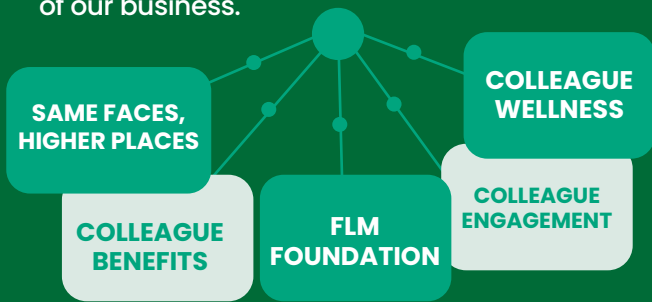 of our business.
SAME FACES,
HIGHER PLACES
COLLEAGUE
BENEFITS
FLM
FOUNDATION
COLLEAGUE
WELLNESS
COLLEAGUE
ENGAGEMENT